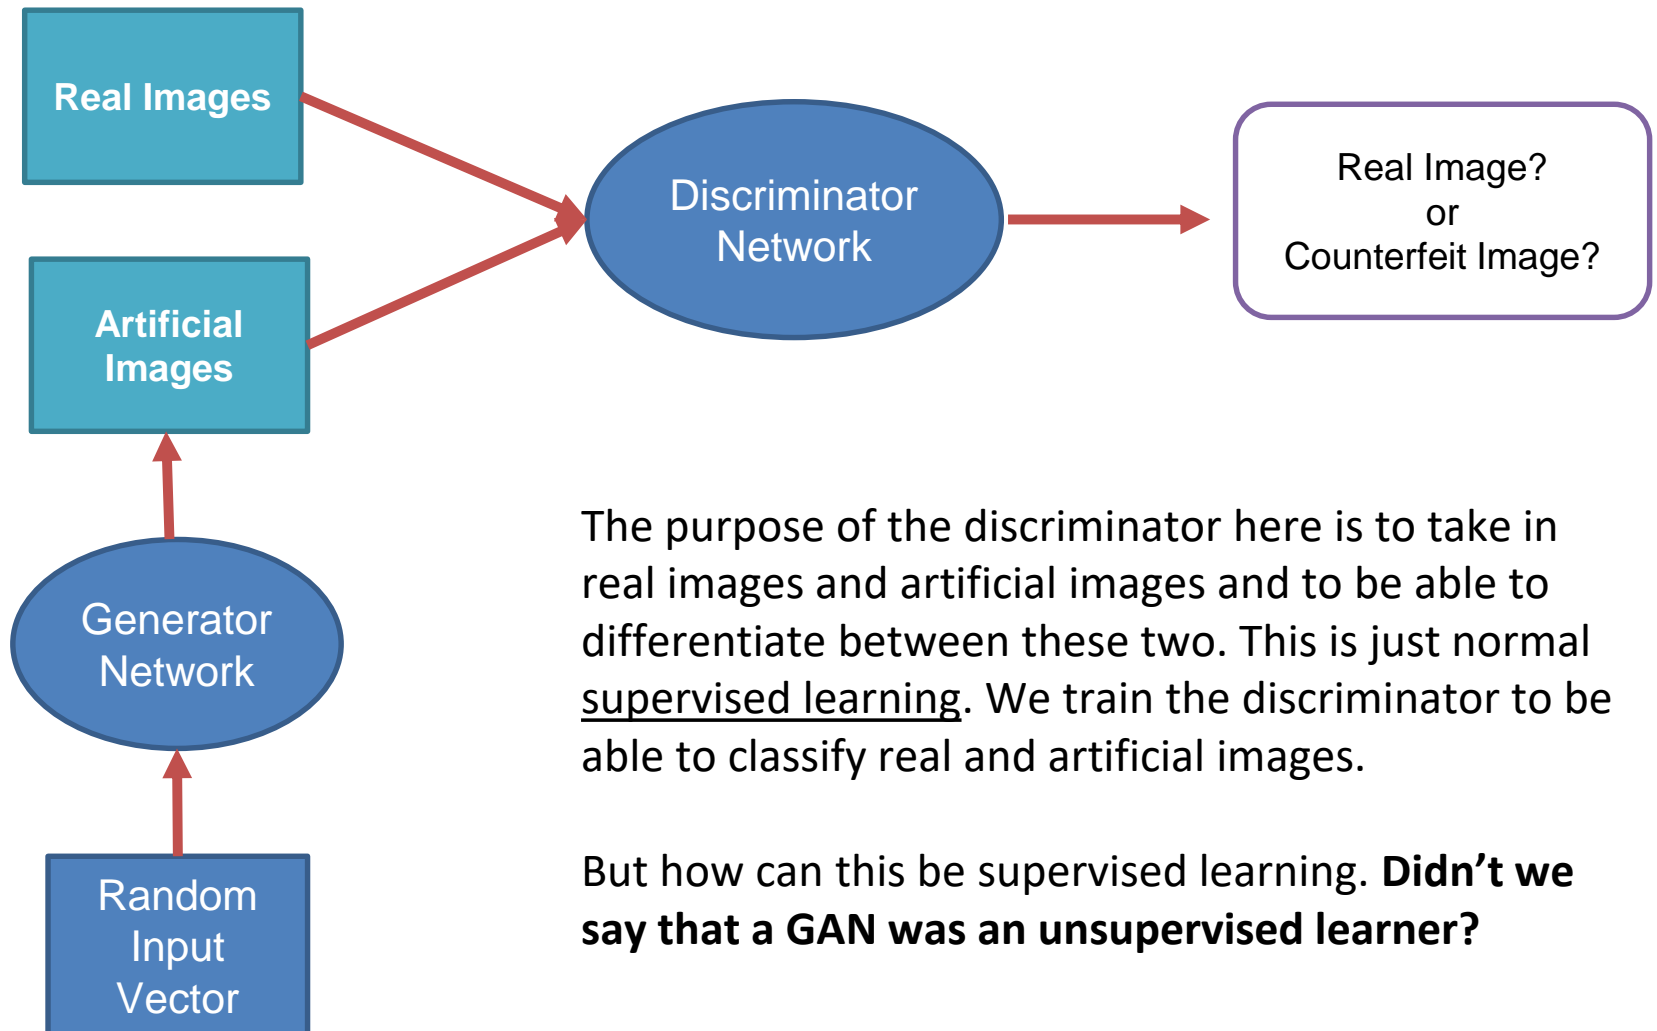 Real Images
Discriminator
Network
Real Image?
or
Counterfeit Image?
Artificial
Images
Generator
Network
Random
Input
Vector
The purpose of the discriminator here is to take in
real images and artificial images and to be able to
differentiate between these two. This is just normal
supervised learning. We train the discriminator to be
able to classify real and artificial images.
But how can this be supervised learning. Didn’t we
say that a GAN was an unsupervised learner?